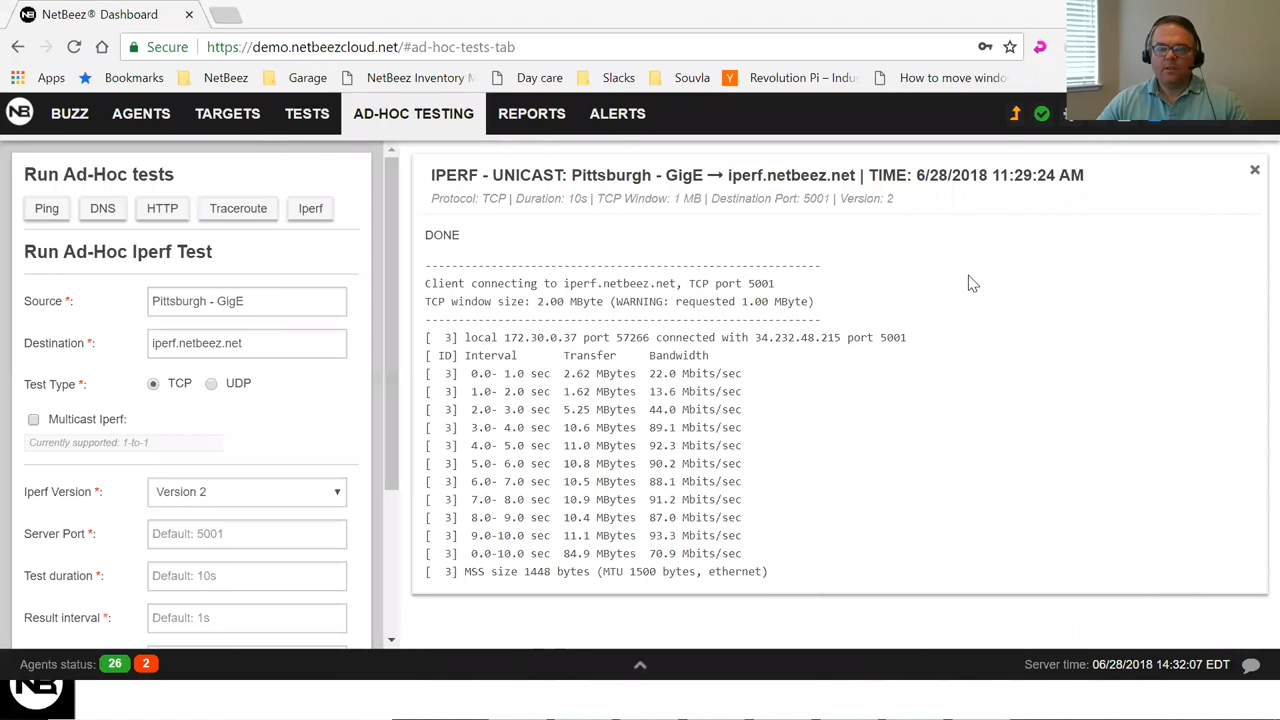 NB NetBeez® Dashboard ×
Secure https://demo.netbeezcloud.net/#ad-hoc-tests-tab
Apps Bookmarks NetBeez Garage NetBeez Inventory Day care Slacks Souvla Y Revolution - Indus How to move windo
NB BUZZ AGENTS TARGETS TESTS AD-HOC TESTING REPORTS ALERTS
Run Ad-Hoc tests
Ping DNS HTTP Traceroute Iperf
Run Ad-Hoc Iperf Test
Source *: Pittsburgh - GigE
Destination *: iperf.netbeez.net
Test Type *: TCP UDP
Multicast Iperf:
Currently supported: 1-to-1
Iperf Version *: Version 2
Server Port *: Default: 5001
Test duration *: Default: 10s
Result interval *: Default: 1s
IPERF - UNICAST: Pittsburgh - GigE → iperf.netbeez.net | TIME: 6/28/2018 11:29:24 AM ×
Protocol: TCP | Duration: 10s | TCP Window: 1 MB | Destination Port: 5001 | Version: 2
DONE
------------------------------------------------------------
Client connecting to iperf.netbeez.net, TCP port 5001
TCP window size: 2.00 MByte (WARNING: requested 1.00 MByte)
------------------------------------------------------------
[ 3] local 172.30.0.37 port 57266 connected with 34.232.48.215 port 5001
[ ID] Interval Transfer Bandwidth
[ 3] 0.0- 1.0 sec 2.62 MBytes 22.0 Mbits/sec
[ 3] 1.0- 2.0 sec 1.62 MBytes 13.6 Mbits/sec
[ 3] 2.0- 3.0 sec 5.25 MBytes 44.0 Mbits/sec
[ 3] 3.0- 4.0 sec 10.6 MBytes 89.1 Mbits/sec
[ 3] 4.0- 5.0 sec 11.0 MBytes 92.3 Mbits/sec
[ 3] 5.0- 6.0 sec 10.8 MBytes 90.2 Mbits/sec
[ 3] 6.0- 7.0 sec 10.5 MBytes 88.1 Mbits/sec
[ 3] 7.0- 8.0 sec 10.9 MBytes 91.2 Mbits/sec
[ 3] 8.0- 9.0 sec 10.4 MBytes 87.0 Mbits/sec
[ 3] 9.0-10.0 sec 11.1 MBytes 93.3 Mbits/sec
[ 3] 0.0-10.0 sec 84.9 MBytes 70.9 Mbits/sec
[ 3] MSS size 1448 bytes (MTU 1500 bytes, ethernet)
Agents status: 26 2 Server time: 06/28/2018 14:32:07 EDT
NB